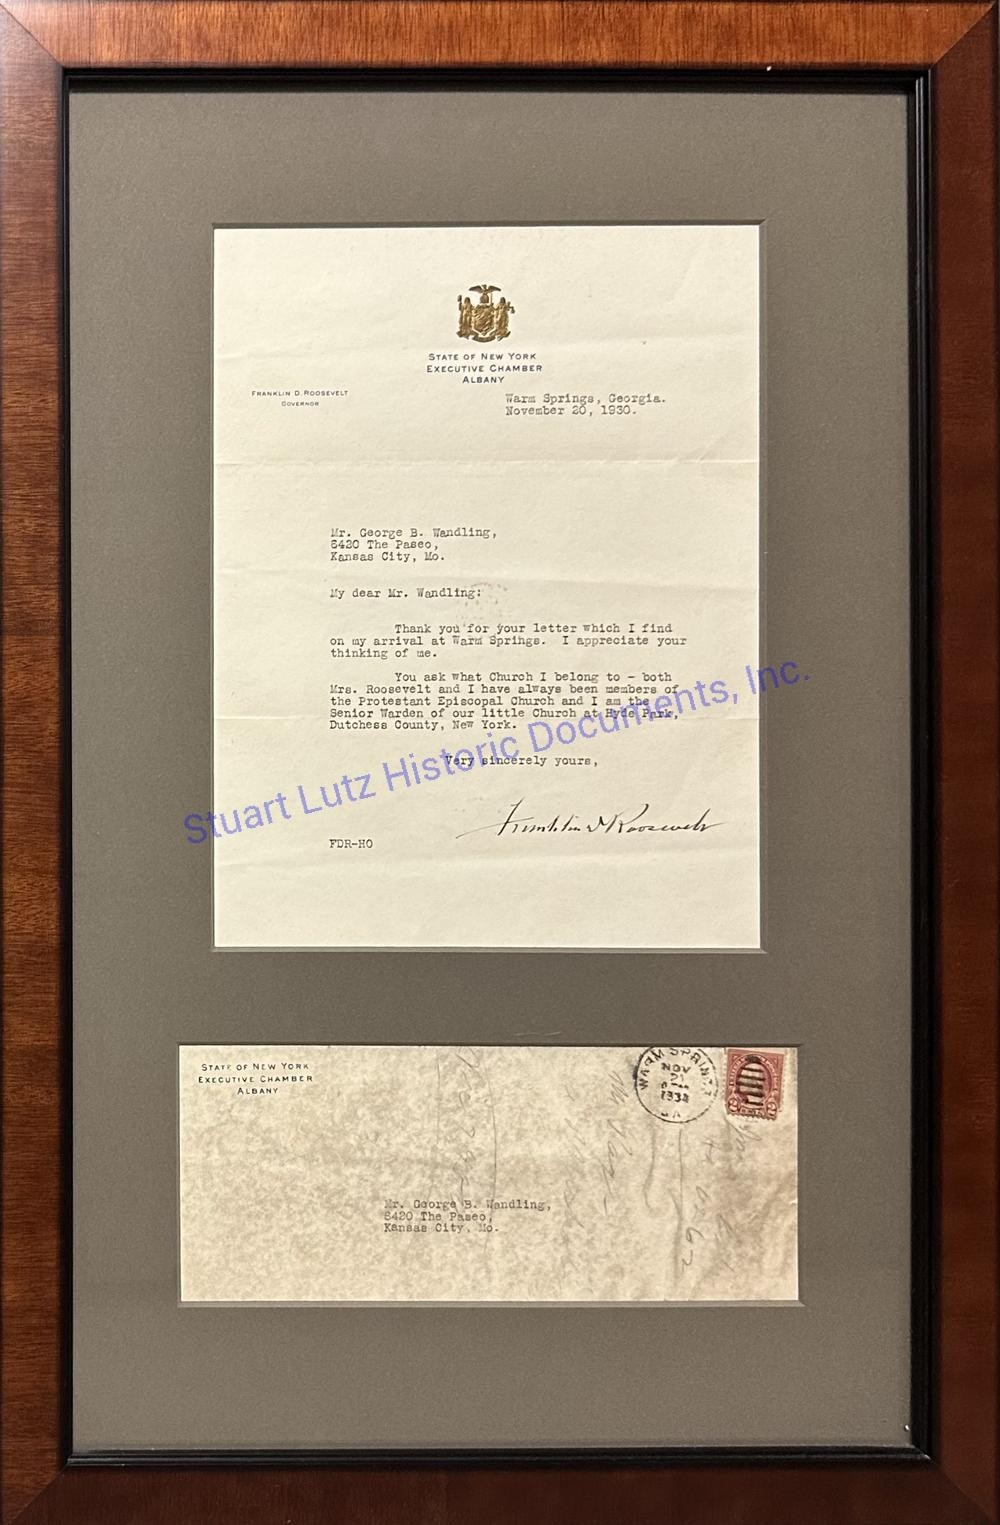 STATE OF NEW YORK
EXECUTIVE CHAMBER
ALBANY
FRANKLIN D. ROOSEVELT
GOVERNOR
Warm Springs, Georgia.
November 20, 1930.
Mr. George B. Wandling,
6420 The Paseo,
Kansas City, Mo.
My dear Mr. Wandling:
Thank you for your letter which I find
on my arrival at Warm Springs. I appreciate your
thinking of me.
You ask what Church I belong to - both
Mrs. Roosevelt and I have always been members of
the Protestant Episcopal Church and I am the
Senior Warden of our little Church at Hyde Park,
Dutchess County, New York.
Very sincerely yours,
Franklin D Roosevelt
FDR-HO
Stuart Lutz Historic Documents, Inc.
STATE OF NEW YORK
EXECUTIVE CHAMBER
ALBANY
WARM SPRINGS
NOV
21
GA
Mr. George B. Wandling,
6420 The Paseo,
Kansas City, Mo.